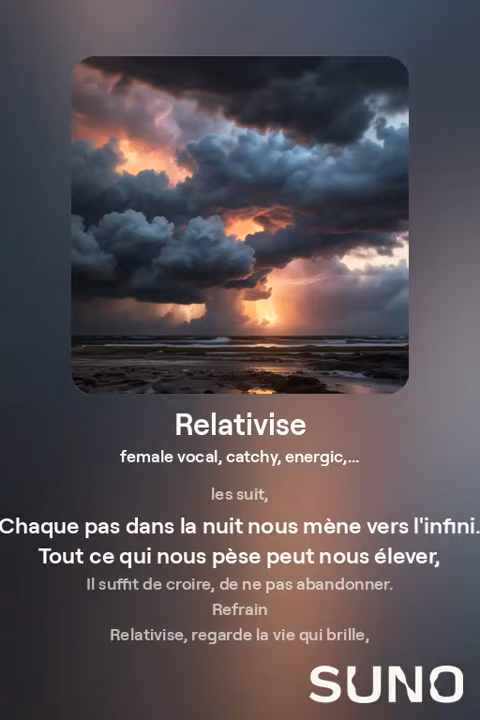 Relativise
female vocal, catchy, energic,...
les suit,
Chaque pas dans la nuit nous mène vers l'infini.
Tout ce qui nous pèse peut nous élever,
Il suffit de croire, de ne pas abandonner.
Refrain
Relativise, regarde la vie qui brille,
SUNO